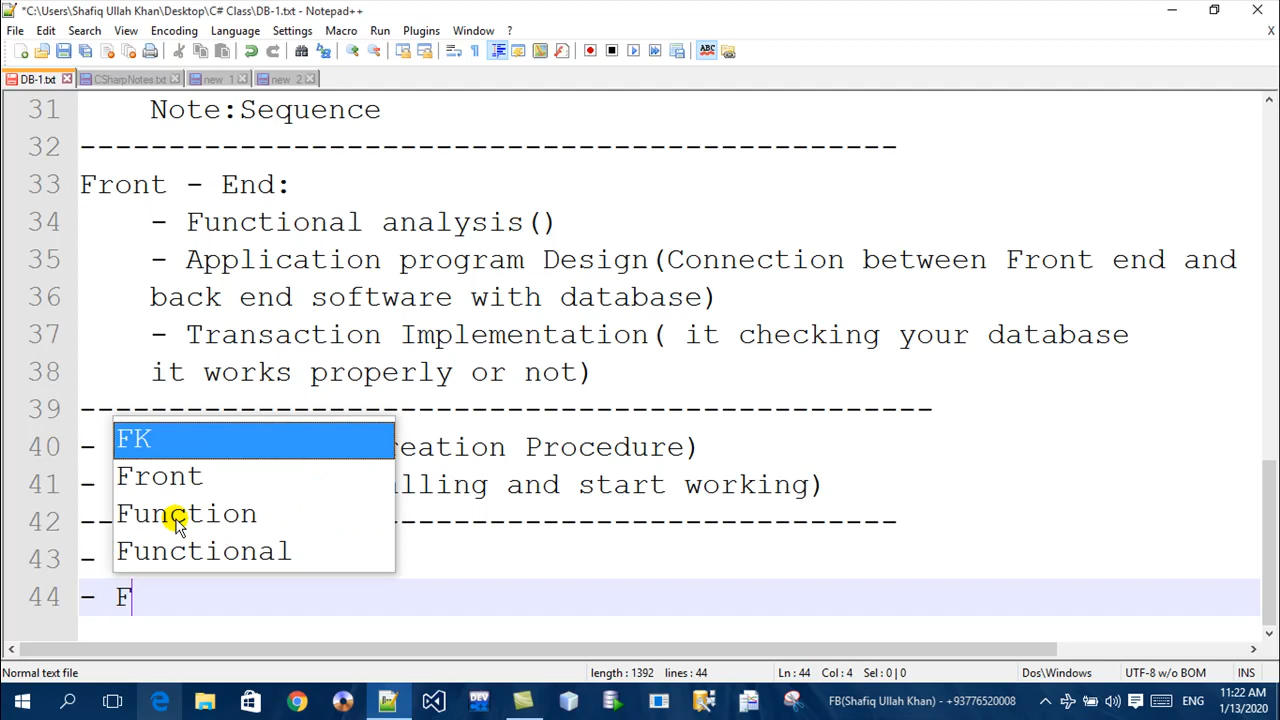 *C:\Users\Shafiq Ullah Khan\Desktop\C# Class\DB-1.txt - Notepad++
File Edit Search View Encoding Language Settings Macro Run Plugins Window ? X
DB-1.txt CSharpNotes.txt new 1 new 2
31 Note:Sequence
32 ----------------------------------------------
33 Front - End:
34 - Functional analysis()
35 - Application program Design(Connection between Front end and
36 back end software with database)
37 - Transaction Implementation( it checking your database
38 it works properly or not)
39 ------------------------------------------------
40 - reation Procedure)
41 - lling and start working)
42 ----------------------------------------------
43 -
44 - F
FK
Front
Function
Functional
Normal text file length : 1392 lines : 44 Ln : 44 Col : 4 Sel : 0 | 0 Dos\Windows UTF-8 w/o BOM INS
FB(Shafiq Ullah Khan) - +93776520008 ENG 11:22 AM
1/13/2020